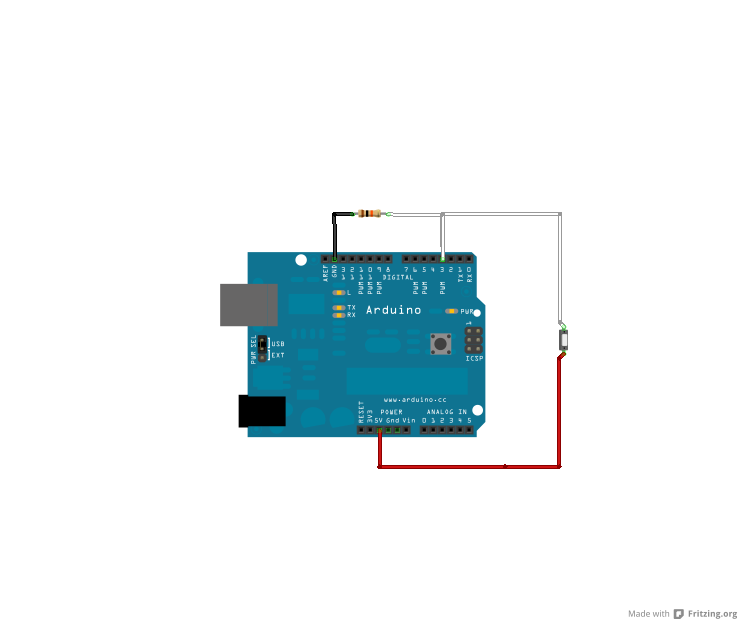 AREF GND 13 12 11 10 9 8 7 6 5 4 3 2 1 0
PWM PWM PWM PWM PWM PWM TX RX
DIGITAL
L
TX
RX
Arduino
PWR
1
PWR SEL
USB
EXT
ICSP
www.arduino.cc
POWER ANALOG IN
RESET 3V3 5V Gnd Vin 0 1 2 3 4 5
Made with Fritzing.org